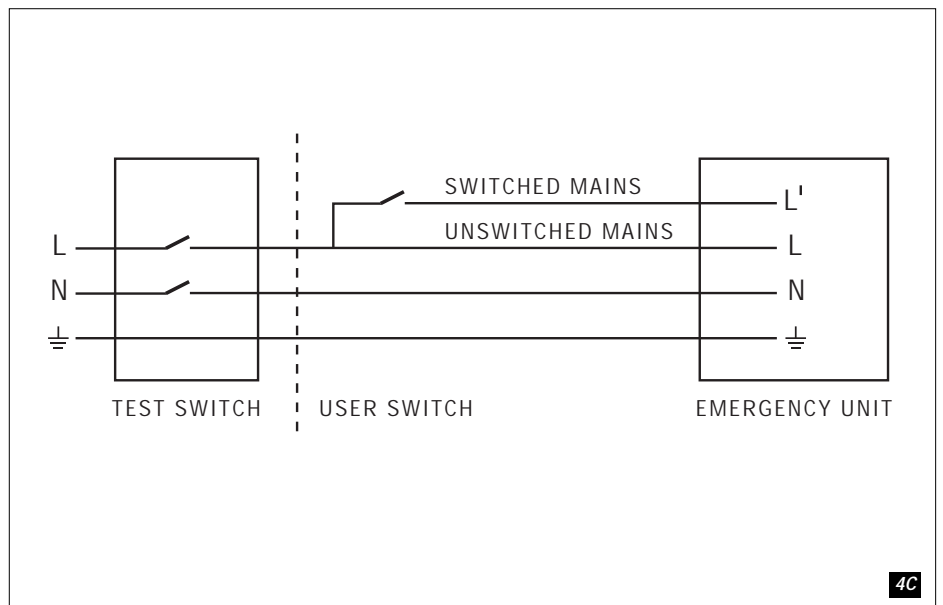 SWITCHED MAINS
L'
UNSWITCHED MAINS
L
L
N
N
TEST SWITCH
USER SWITCH
EMERGENCY UNIT
4C